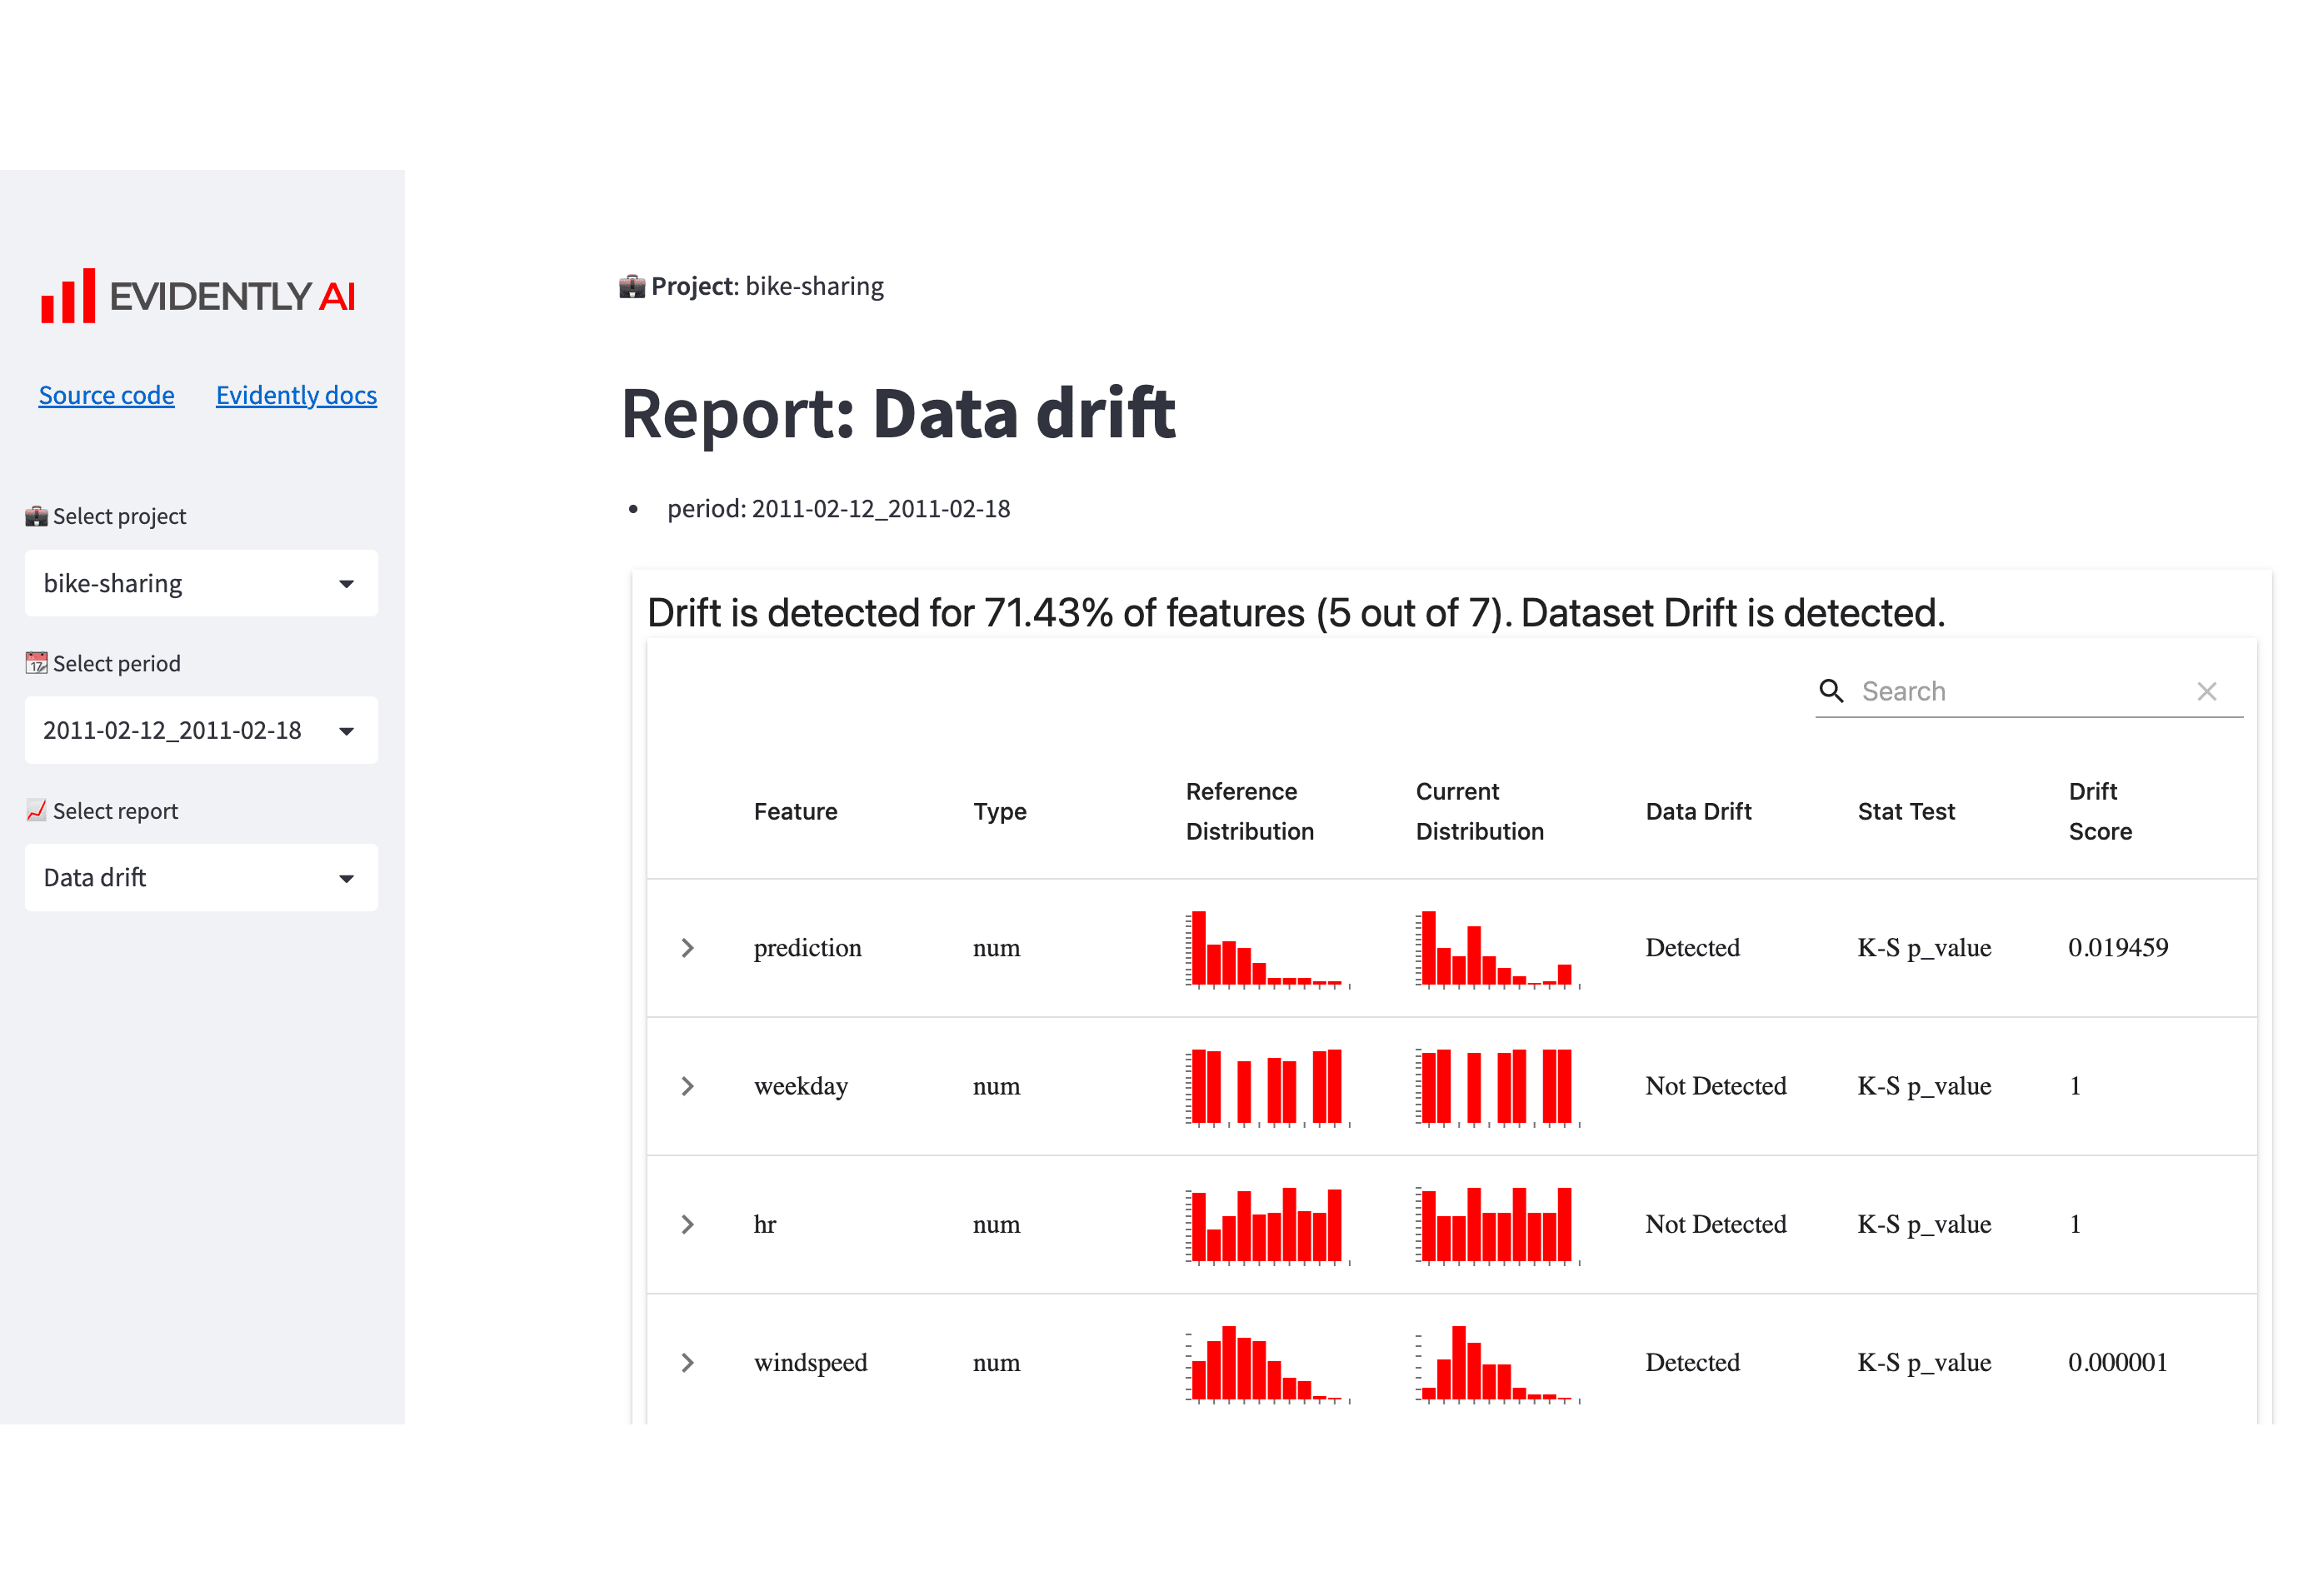 EVIDENTLY AI
Source code Evidently docs
Select project
bike-sharing
17
Select period
2011-02-12_2011-02-18
Select report
Data drift
Project: bike-sharing
Report: Data drift
• period: 2011-02-12_2011-02-18
Drift is detected for 71.43% of features (5 out of 7). Dataset Drift is detected.
Search
Feature Type Reference Distribution Current Distribution Data Drift Stat Test Drift Score
prediction num Detected K-S p_value 0.019459
weekday num Not Detected K-S p_value 1
hr num Not Detected K-S p_value 1
windspeed num Detected K-S p_value 0.000001